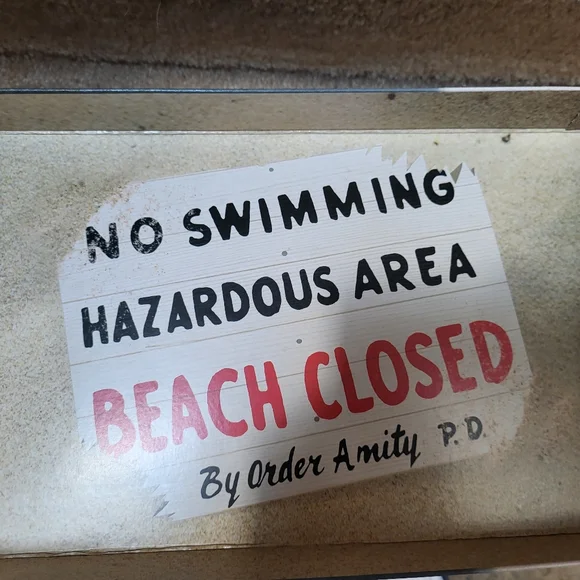 NO SWIMMING
HAZARDOUS AREA
BEACH CLOSED
By Order Amity P.D.